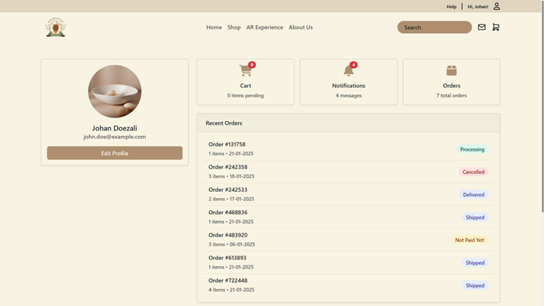 Help
Hi, Johan!
Home Shop AR Experience About Us
Search
Johan Doezali
john.doe@example.com
Edit Profile
Cart
0 items pending
4
Notifications
4 messages
Orders
7 total orders
Recent Orders
Order #131758
1 items • 21-01-2025
Processing
Order #242358
3 items • 18-01-2025
Cancelled
Order #242533
2 items • 17-01-2025
Delivered
Order #468836
1 items • 21-01-2025
Shipped
Order #483920
3 items • 06-01-2025
Not Paid Yet!
Order #613893
1 items • 21-01-2025
Shipped
Order #722448
4 items • 21-01-2025
Shipped